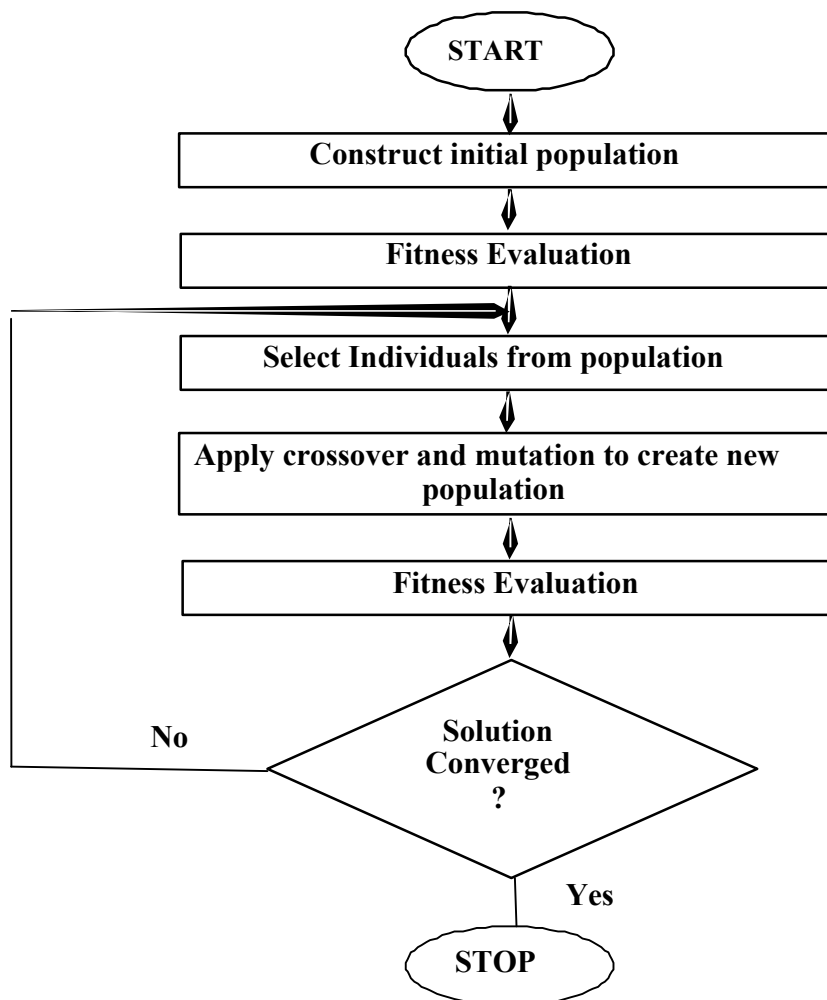 START
Construct initial population
Fitness Evaluation
Select Individuals from population
Apply crossover and mutation to create new
population
Fitness Evaluation
Solution
Converged
?
No
Yes
STOP